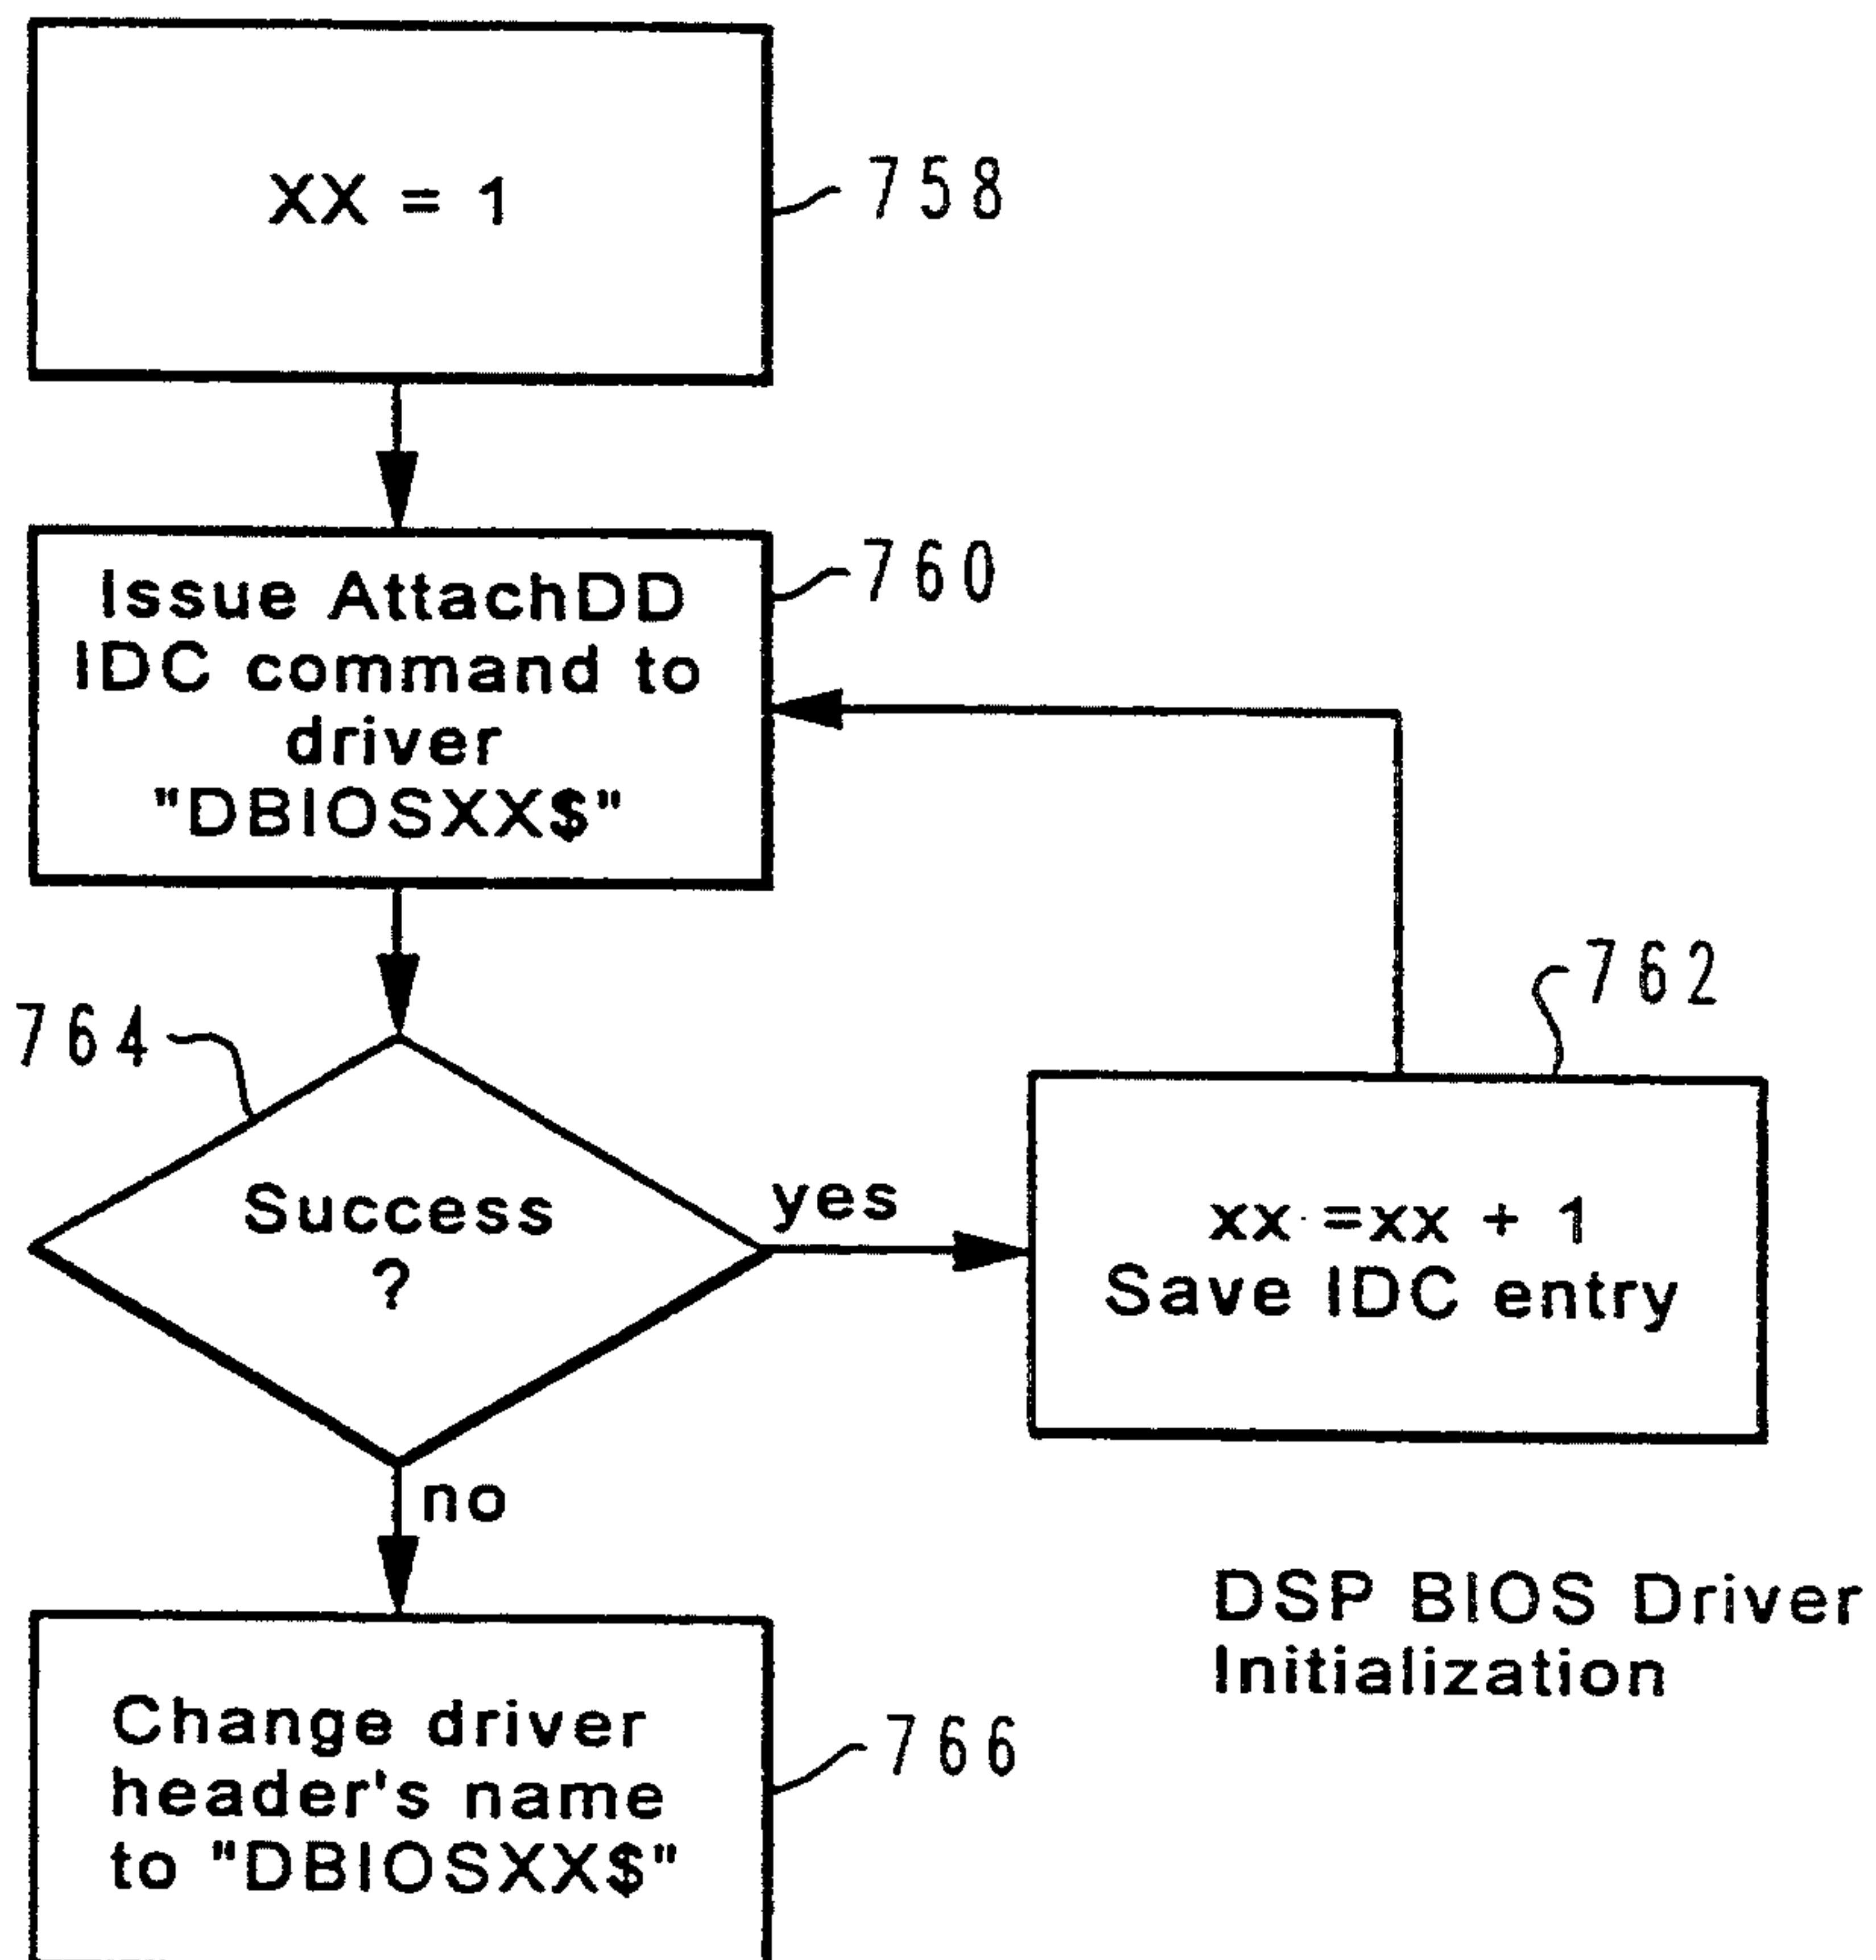 XX = 1
758
Issue AttachDD
IDC command to
driver
"DBIOSXX$"
760
764
Success
?
yes
762
xx =xx + 1
Save IDC entry
no
DSP BIOS Driver
Initialization
Change driver
header's name
to "DBIOSXX$"
766